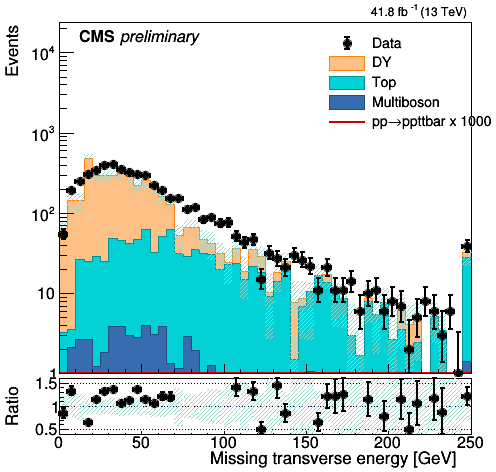 41.8 fb⁻¹ (13 TeV)
CMS preliminary
Data
DY
Top
Multiboson
pp→ppttbar x 1000
Events
10⁴
10³
10²
10
1
Ratio
1.5
1
0.5
0 50 100 150 200 250
Missing transverse energy [GeV]